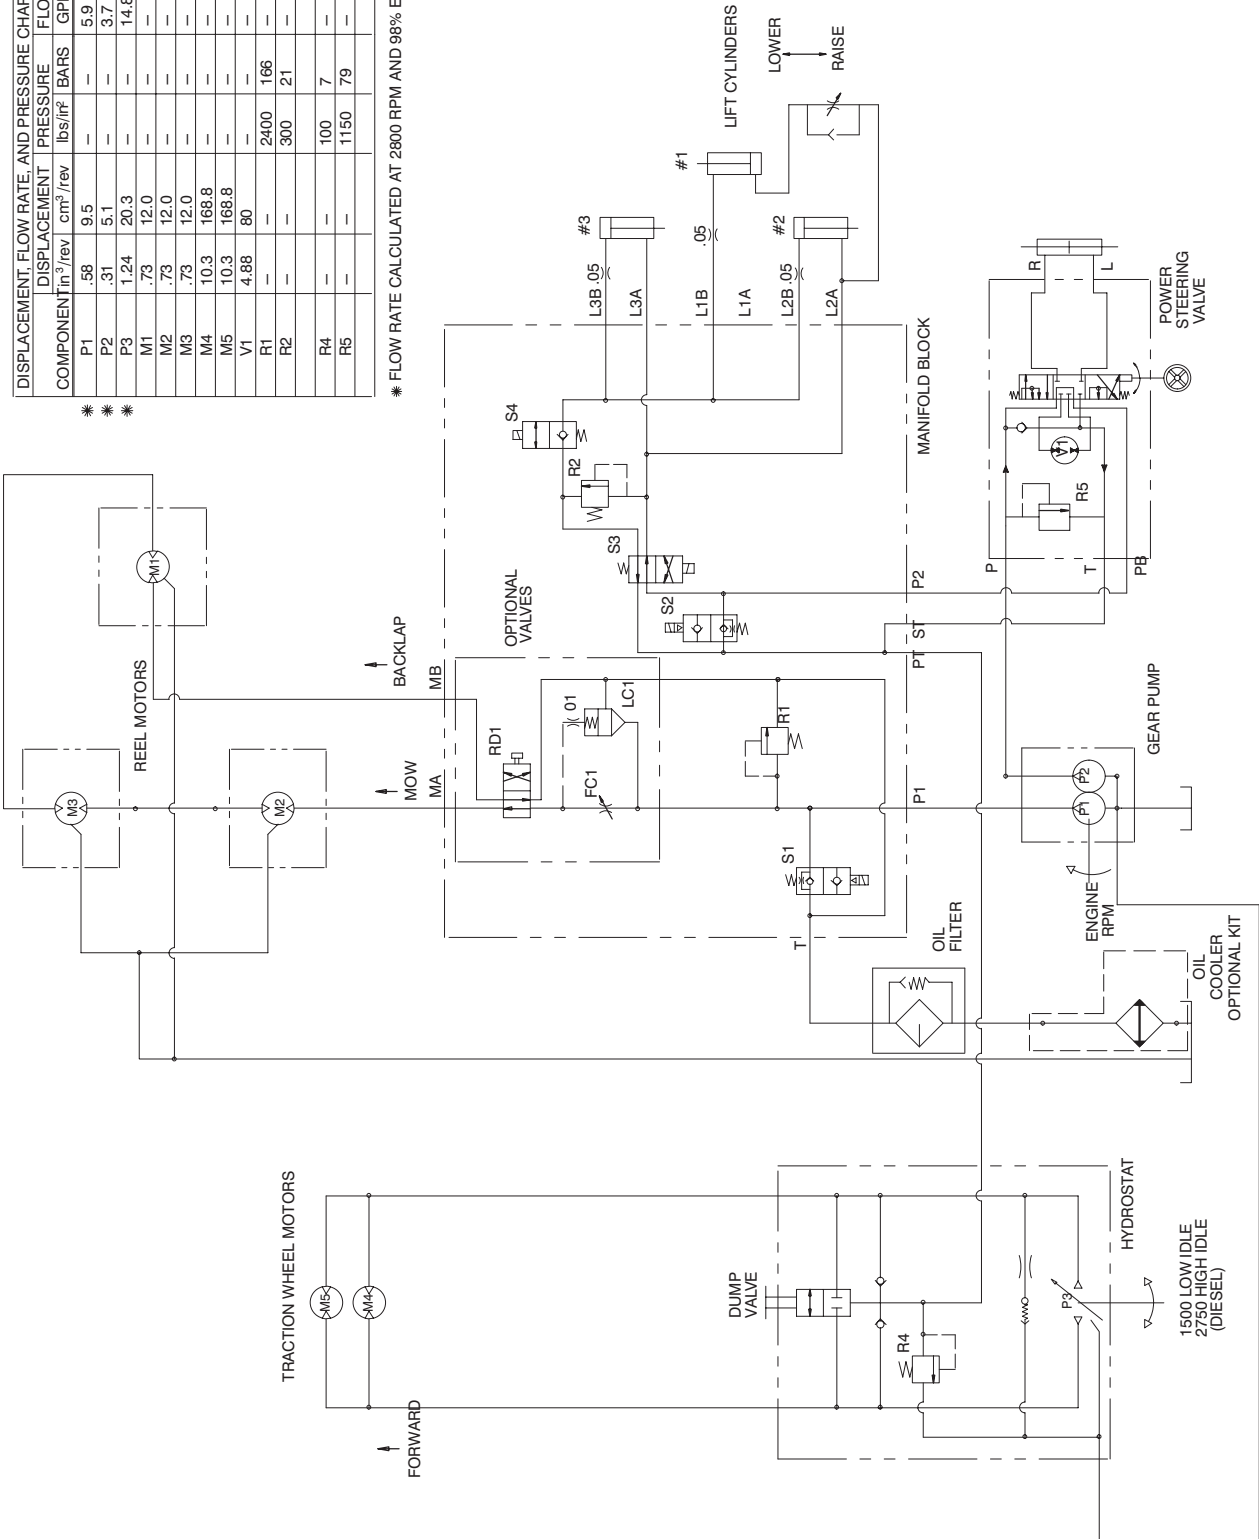 DISPLACEMENT, FLOW RATE, AND PRESSURE CHAR
DISPLACEMENT PRESSURE FLO
COMPONENT in³/rev cm³/rev lbs/in² BARS GP
✳ P1 .58 9.5 – – 5.9
✳ P2 .31 5.1 – – 3.7
✳ P3 1.24 20.3 – – 14.8
M1 .73 12.0 – – –
M2 .73 12.0 – – –
M3 .73 12.0 – – –
M4 10.3 168.8 – – –
M5 10.3 168.8 – – –
V1 4.88 80 – – –
R1 – – 2400 166 –
R2 – – 300 21 –
R4 – – 100 7 –
R5 – – 1150 79 –
✳ FLOW RATE CALCULATED AT 2800 RPM AND 98% E
TRACTION WHEEL MOTORS
M5
M4
FORWARD
DUMP
VALVE
R4
P3
HYDROSTAT
1500 LOW IDLE
2750 HIGH IDLE
(DIESEL)
REEL MOTORS
M3
M2
M1
MOW
BACKLAP
MA
MB
OPTIONAL
VALVES
RD1
FC1
01
LC1
R1
S1
T
P1
PT
ST
P2
S2
S3
R2
S4
MANIFOLD BLOCK
L3B
.05
L3A
L1B
.05
L1A
L2B
.05
L2A
#3
#1
#2
LIFT CYLINDERS
LOWER
RAISE
OIL
FILTER
OIL
COOLER
OPTIONAL KIT
ENGINE
RPM
P1
P2
GEAR PUMP
P
T
PB
R5
V1
R
L
POWER
STEERING
VALVE